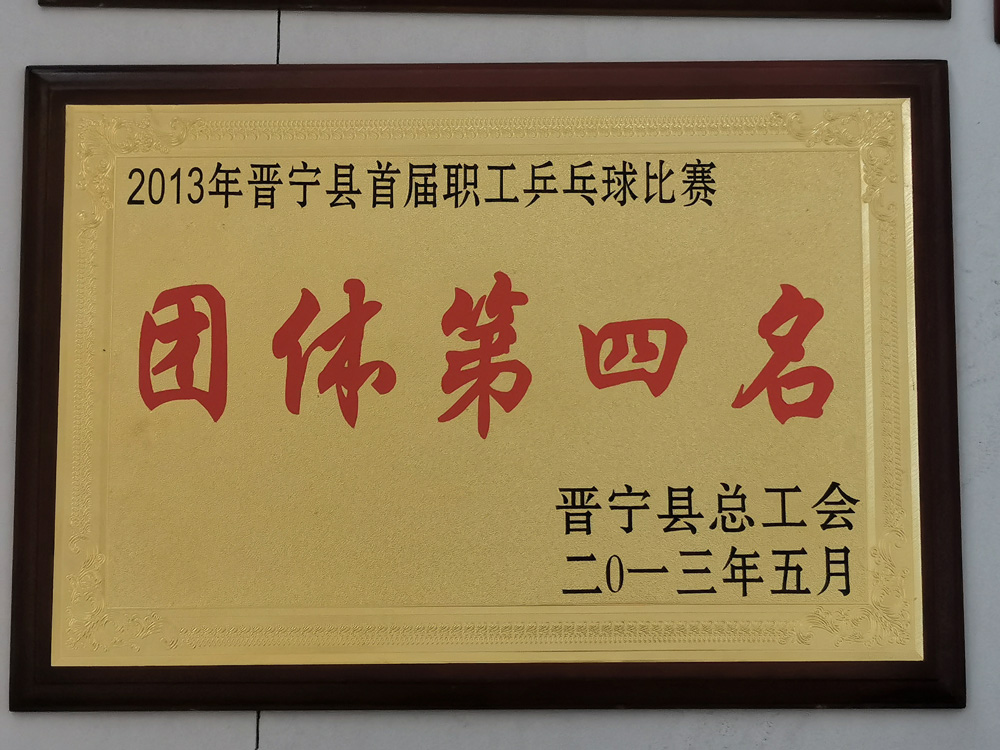 2013年晋宁县首届职工乒乓球比赛
团体第四名
晋宁县总工会
二0一三年五月